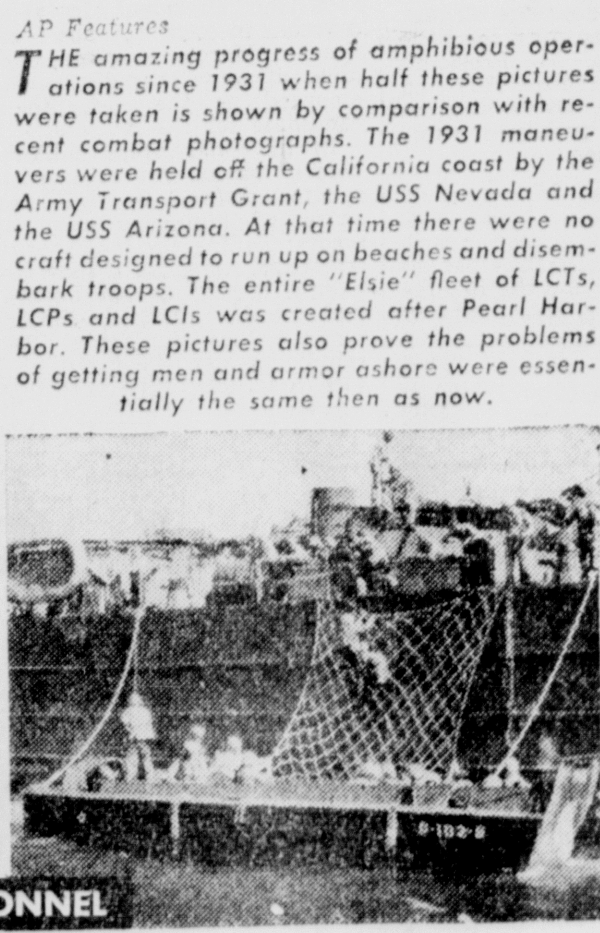 AP Features
THE amazing progress of amphibious oper-
ations since 1931 when half these pictures
were taken is shown by comparison with re-
cent combat photographs. The 1931 maneu-
vers were held off the California coast by the
Army Transport Grant, the USS Nevada and
the USS Arizona. At that time there were no
craft designed to run up on beaches and disem-
bark troops. The entire "Elsie" fleet of LCTs,
LCPs and LCIs was created after Pearl Har-
bor. These pictures also prove the problems
of getting men and armor ashore were essen-
tially the same then as now.
8-102-8
ONNEL